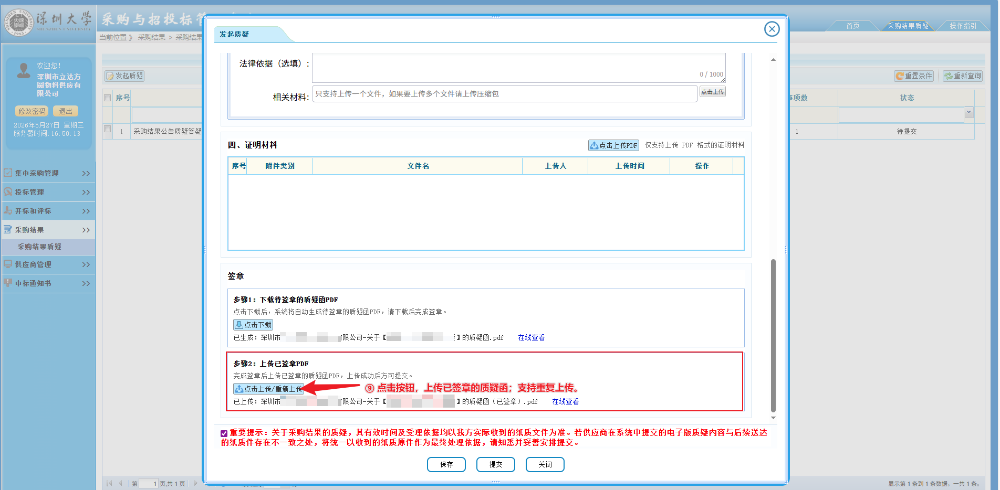 深圳大学
SHENZHEN UNIVERSITY
采购与招投标管
首页
采购结果质疑
操作指引
当前位置 》 采购结果 > 采购结果
欢迎您！
深圳市立达方
圆物料供应有
限公司
修改密码
退出
2026年5月27日 星期三
服务器时间:16:50:13
集中采购管理 >>
投标管理 >>
开标和评标 >>
采购结果 >>
采购结果质疑
供应商管理 >>
中标通知书 >>
发起质疑
重置条件
重新查询
序号
事项数
状态
1
采购结果公告质疑答疑
1
待提交
第 1 页,共 1 页
显示第 1 条到 1 条数据，一共 1 条。
发起质疑
法律依据（选填）：
0 / 1000
相关材料：
只支持上传一个文件，如果要上传多个文件请上传压缩包
点击上传
四、证明材料
点击上传PDF
仅支持上传 PDF 格式的证明材料
序号 附件类别 文件名 上传人 上传时间 操作
签章
步骤1：下载待签章的质疑函PDF
点击下载后，系统将自动生成待签章的质疑函PDF，请下载后完成签章。
点击下载
已生成：深圳市 限公司-关于【 】的质疑函.pdf 在线查看
步骤2：上传已签章PDF
完成签章后上传已签章的质疑函PDF，上传成功后方可提交。
点击上传/重新上传
⑨ 点击按钮，上传已签章的质疑函；支持重复上传。
已上传：深圳市 限公司-关于【 】的质疑函（已签章）.pdf 在线查看
重要提示：关于采购结果的质疑，其有效时间及受理依据均以我方实际收到的纸质文件为准。若供应商在系统中提交的电子版质疑内容与后续送达
的纸质件存在不一致之处，将统一以收到的纸质原件作为最终处理依据，请知悉并妥善安排提交。
保存
提交
关闭